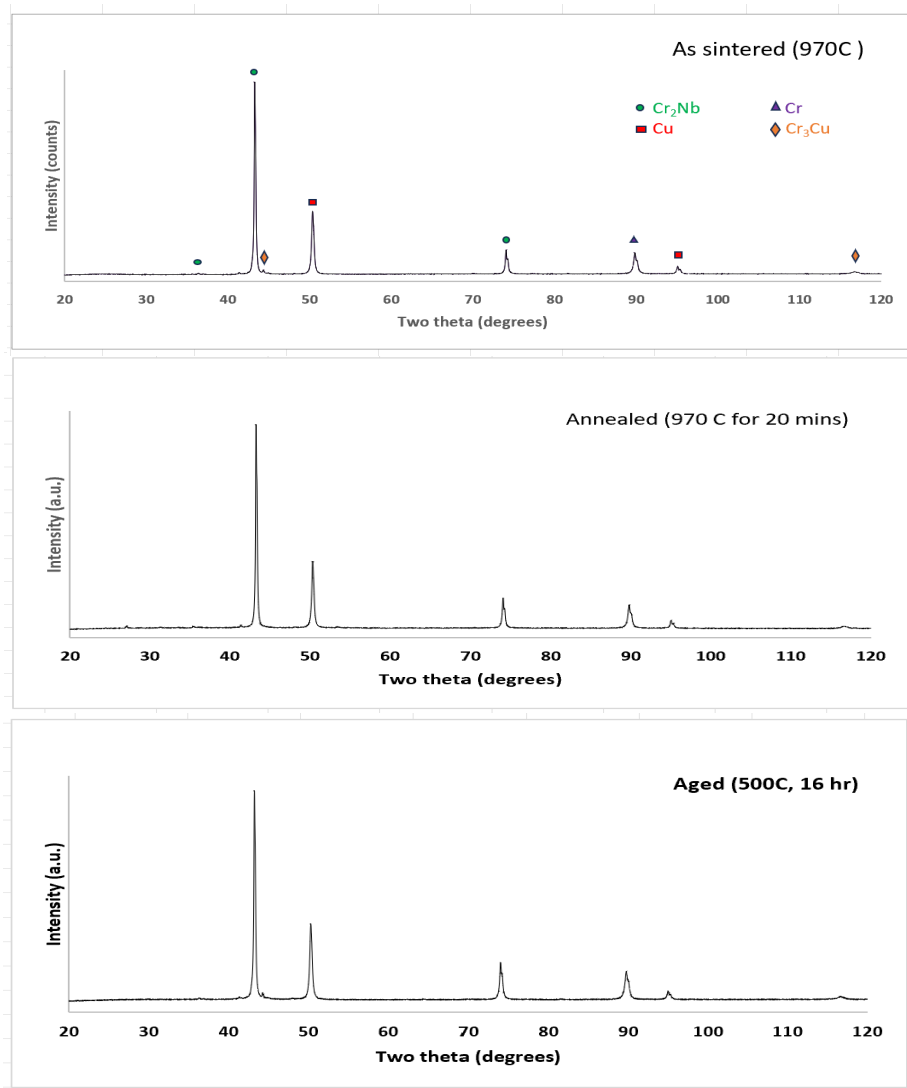 As sintered (970C )
Cr₂Nb
Cr
Cu
Cr₃Cu
Intensity (counts)
20 30 40 50 60 70 80 90 100 110 120
Two theta (degrees)
Annealed (970 C for 20 mins)
Intensity (a.u.)
20 30 40 50 60 70 80 90 100 110 120
Two theta (degrees)
Aged (500C, 16 hr)
Intensity (a.u.)
20 30 40 50 60 70 80 90 100 110 120
Two theta (degrees)